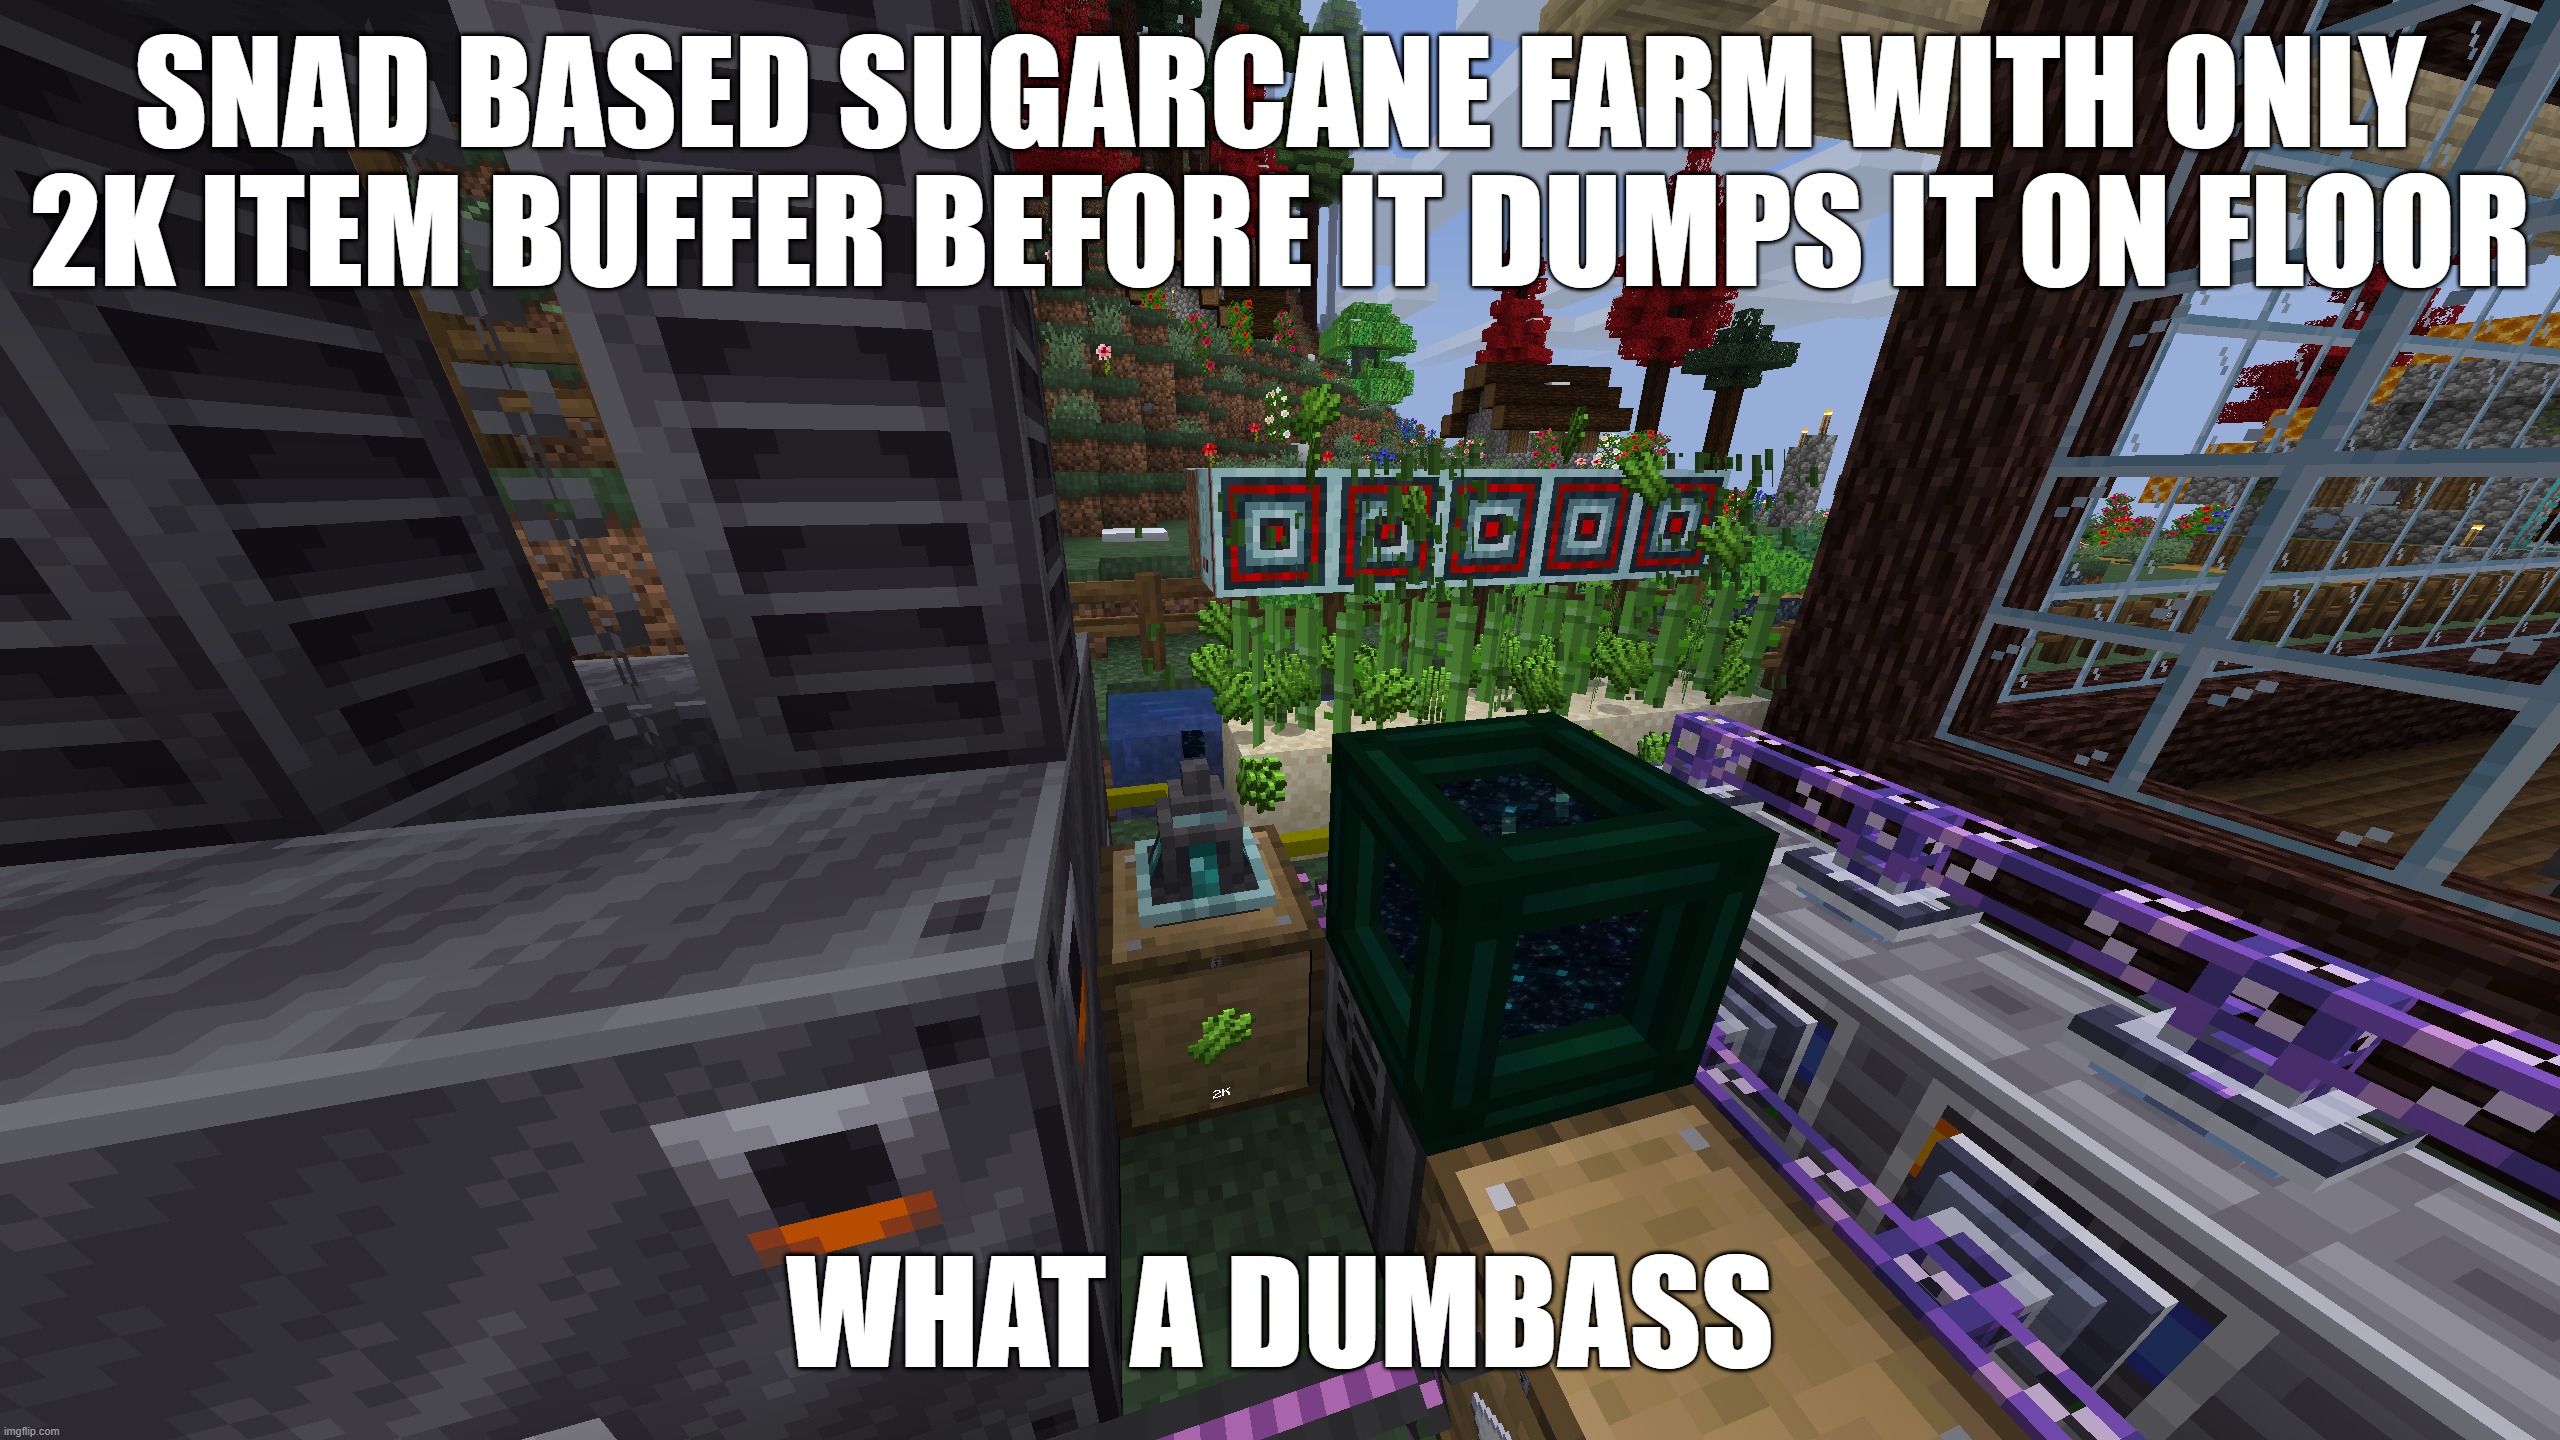 SNAD BASED SUGARCANE FARM WITH ONLY
2K ITEM BUFFER BEFORE IT DUMPS IT ON FLOOR
2K
WHAT A DUMBASS
imgflip.com